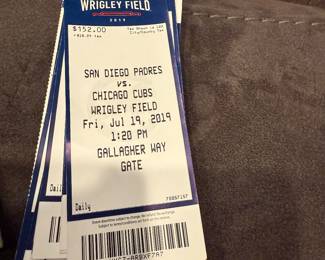 WRIGLEY FIELD
2019
$152.00
SAN DIEGO PADRES
vs.
CHICAGO CUBS
WRIGLEY FIELD
Fri, Jul 19, 2019
1:20 PM
GALLAGHER WAY
GATE
Daily
Daily